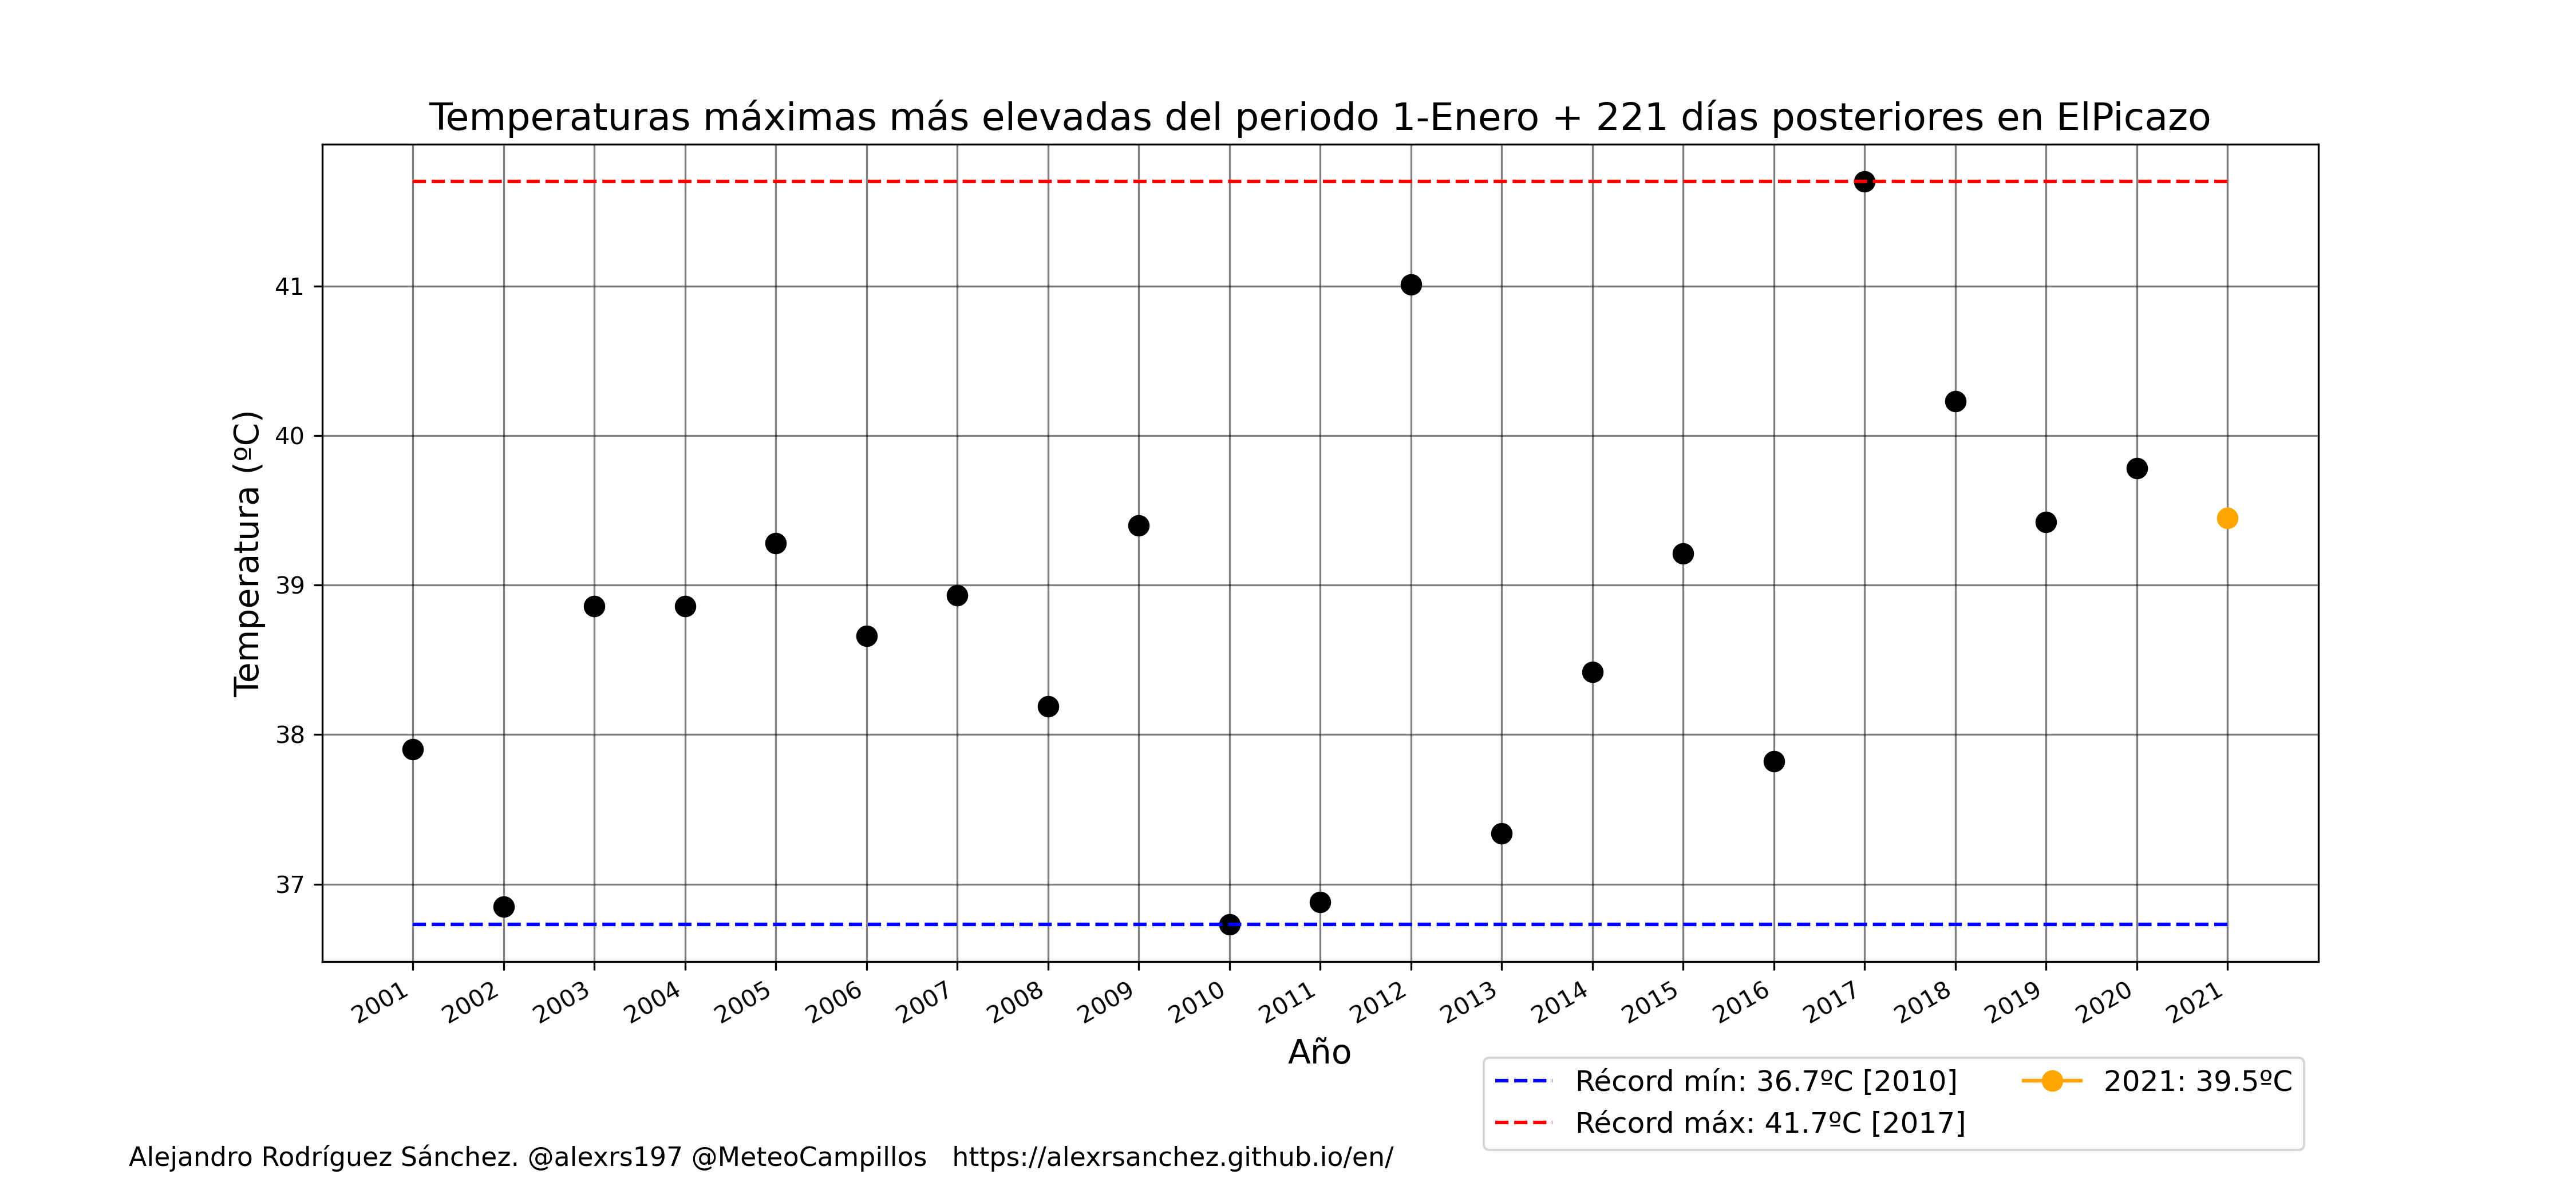 Temperaturas máximas más elevadas del periodo 1-Enero + 221 días posteriores en ElPicazo
Temperatura (ºC)
41
40
39
38
37
2001 2002 2003 2004 2005 2006 2007 2008 2009 2010 2011 2012 2013 2014 2015 2016 2017 2018 2019 2020 2021
Año
Récord mín: 36.7ºC [2010]
Récord máx: 41.7ºC [2017]
2021: 39.5ºC
Alejandro Rodríguez Sánchez. @alexrs197 @MeteoCampillos https://alexrsanchez.github.io/en/